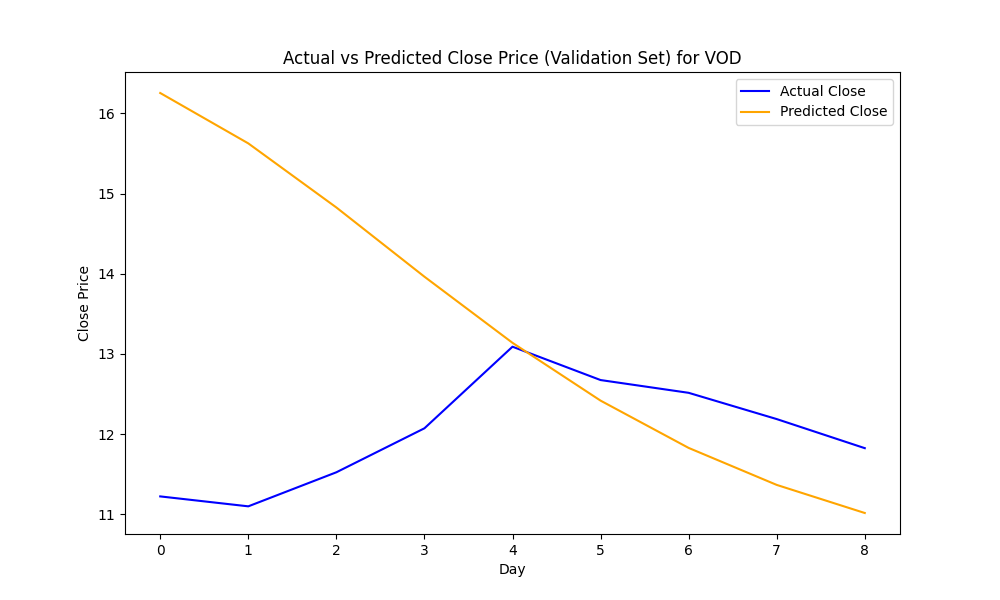 Actual vs Predicted Close Price (Validation Set) for VOD
Actual Close
Predicted Close
Close Price
16
15
14
13
12
11
0 1 2 3 4 5 6 7 8
Day